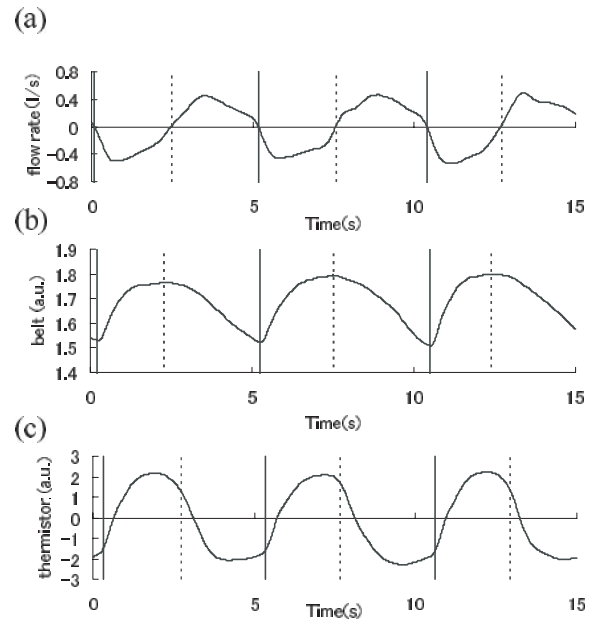 (a)
0.8
0.4
0
-0.4
-0.8
flow rate(l/s)
0 5 10 15
Time(s)
(b)
1.9
1.8
1.7
1.6
1.5
1.4
belt (a.u.)
0 5 10 15
Time(s)
(c)
3
2
1
0
-1
-2
-3
thermistor.(a.u.)
0 5 10 15
Time(s)